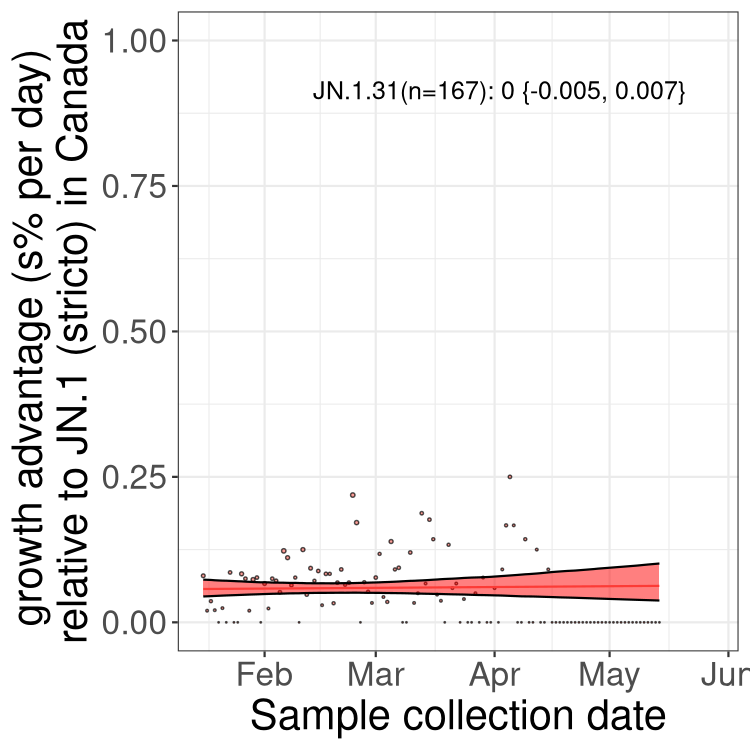 growth advantage (s% per day)
relative to JN.1 (stricto) in Canada
1.00
0.75
0.50
0.25
0.00
JN.1.31(n=167): 0 {-0.005, 0.007}
Feb
Mar
Apr
May
Jun
Sample collection date